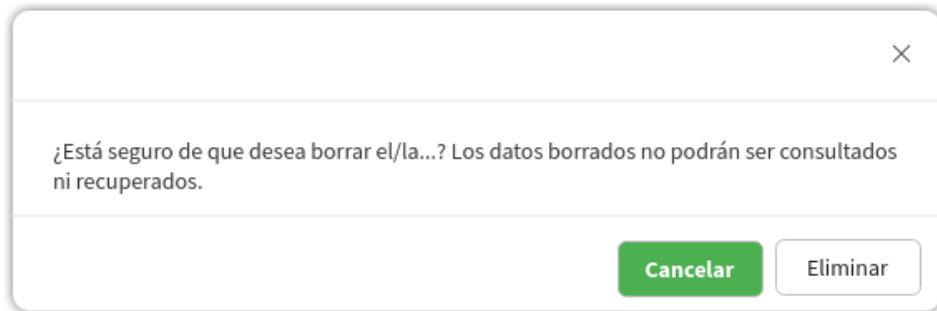 ¿Está seguro de que desea borrar el/la...? Los datos borrados no podrán ser consultados
ni recuperados.
Cancelar
Eliminar